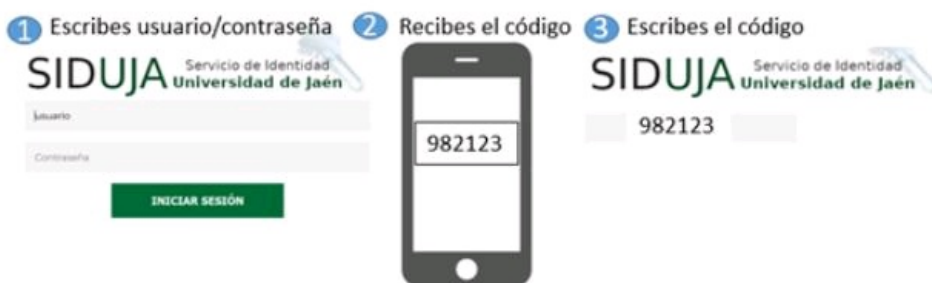 1 Escribes usuario/contraseña
SIDUJA Servicio de Identidad
Universidad de Jaén
usuario
Contraseña
INICIAR SESIÓN
2 Recibes el código
982123
3 Escribes el código
SIDUJA Servicio de Identidad
Universidad de Jaén
982123